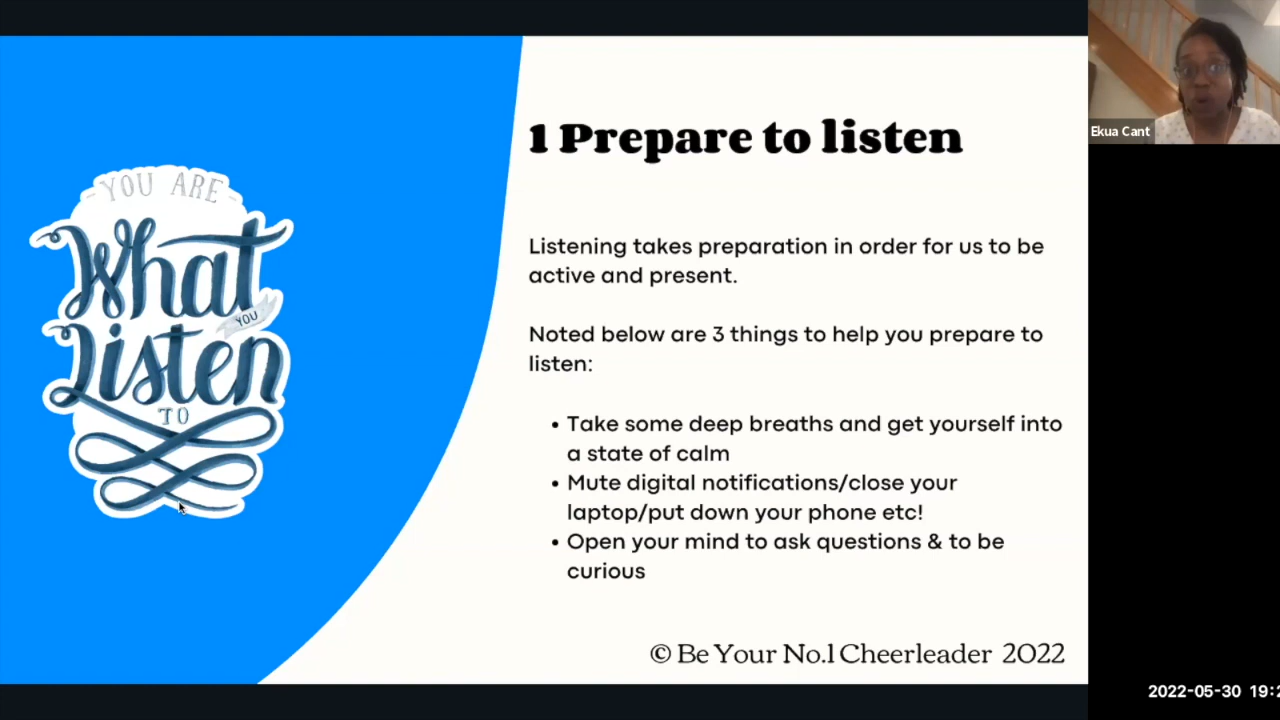 1 Prepare to listen
Listening takes preparation in order for us to be
active and present.
Noted below are 3 things to help you prepare to
listen:
• Take some deep breaths and get yourself into
a state of calm
• Mute digital notifications/close your
laptop/put down your phone etc!
• Open your mind to ask questions & to be
curious
© Be Your No.1 Cheerleader 2022
-YOU ARE-
What
YOU
Listen
TO
Ekua Cant
2022-05-30 19:2